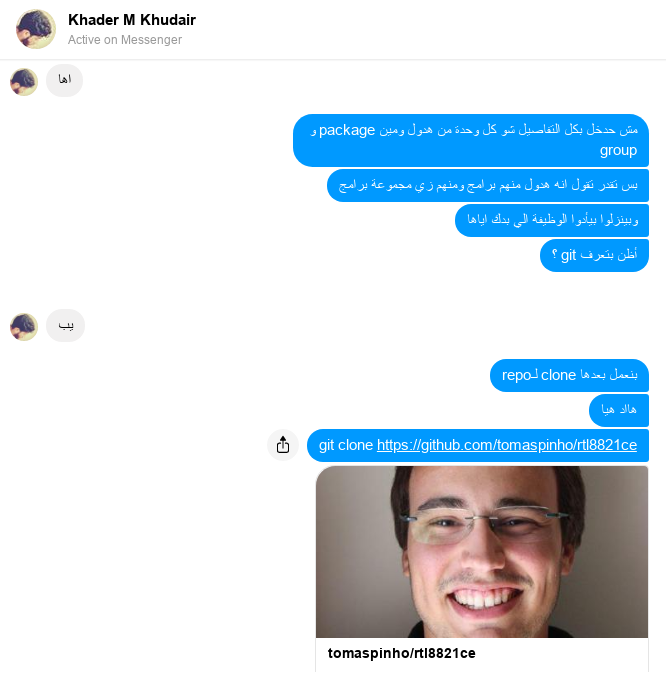 Khader M Khudair
Active on Messenger
اها
مش حدخل بكل التفاصيل شو كل وحدة من هدول ومين package و
group
بس تقدر تقول انه هدول منهم برامج ومنهم زي مجموعة برامج
وبينزلوا بيأدوا الوظيفة الي بدك اياها
أظن بتعرف git ؟
يب
بنعمل بعدها clone لـrepo
هااد هيا
git clone https://github.com/tomaspinho/rtl8821ce
tomaspinho/rtl8821ce